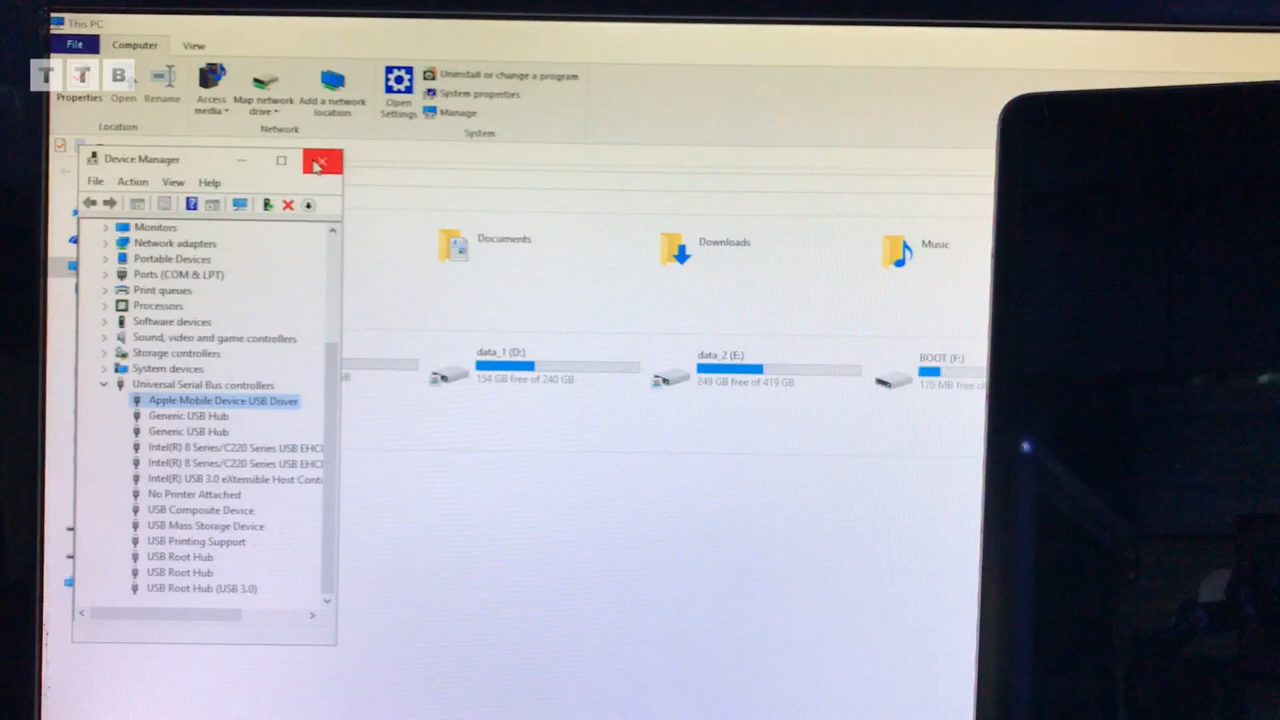 This PC
File
Computer
View
T T B
Properties
Open
Rename
Access media
Map network drive
Add a network location
Open Settings
Uninstall or change a program
System properties
Manage
Location
Network
System
Device Manager
File
Action
View
Help
Monitors
Network adapters
Portable Devices
Ports (COM & LPT)
Print queues
Processors
Software devices
Sound, video and game controllers
Storage controllers
System devices
Universal Serial Bus controllers
Apple Mobile Device USB Driver
Generic USB Hub
Generic USB Hub
Intel(R) 8 Series/C220 Series USB EHCI
Intel(R) 8 Series/C220 Series USB EHCI
Intel(R) USB 3.0 eXtensible Host Cont
No Printer Attached
USB Composite Device
USB Mass Storage Device
USB Printing Support
USB Root Hub
USB Root Hub
USB Root Hub (USB 3.0)
Documents
Downloads
Music
data_1 (D:)
154 GB free of 240 GB
data_2 (E:)
249 GB free of 419 GB
BOOT (F:)
170 MB free of